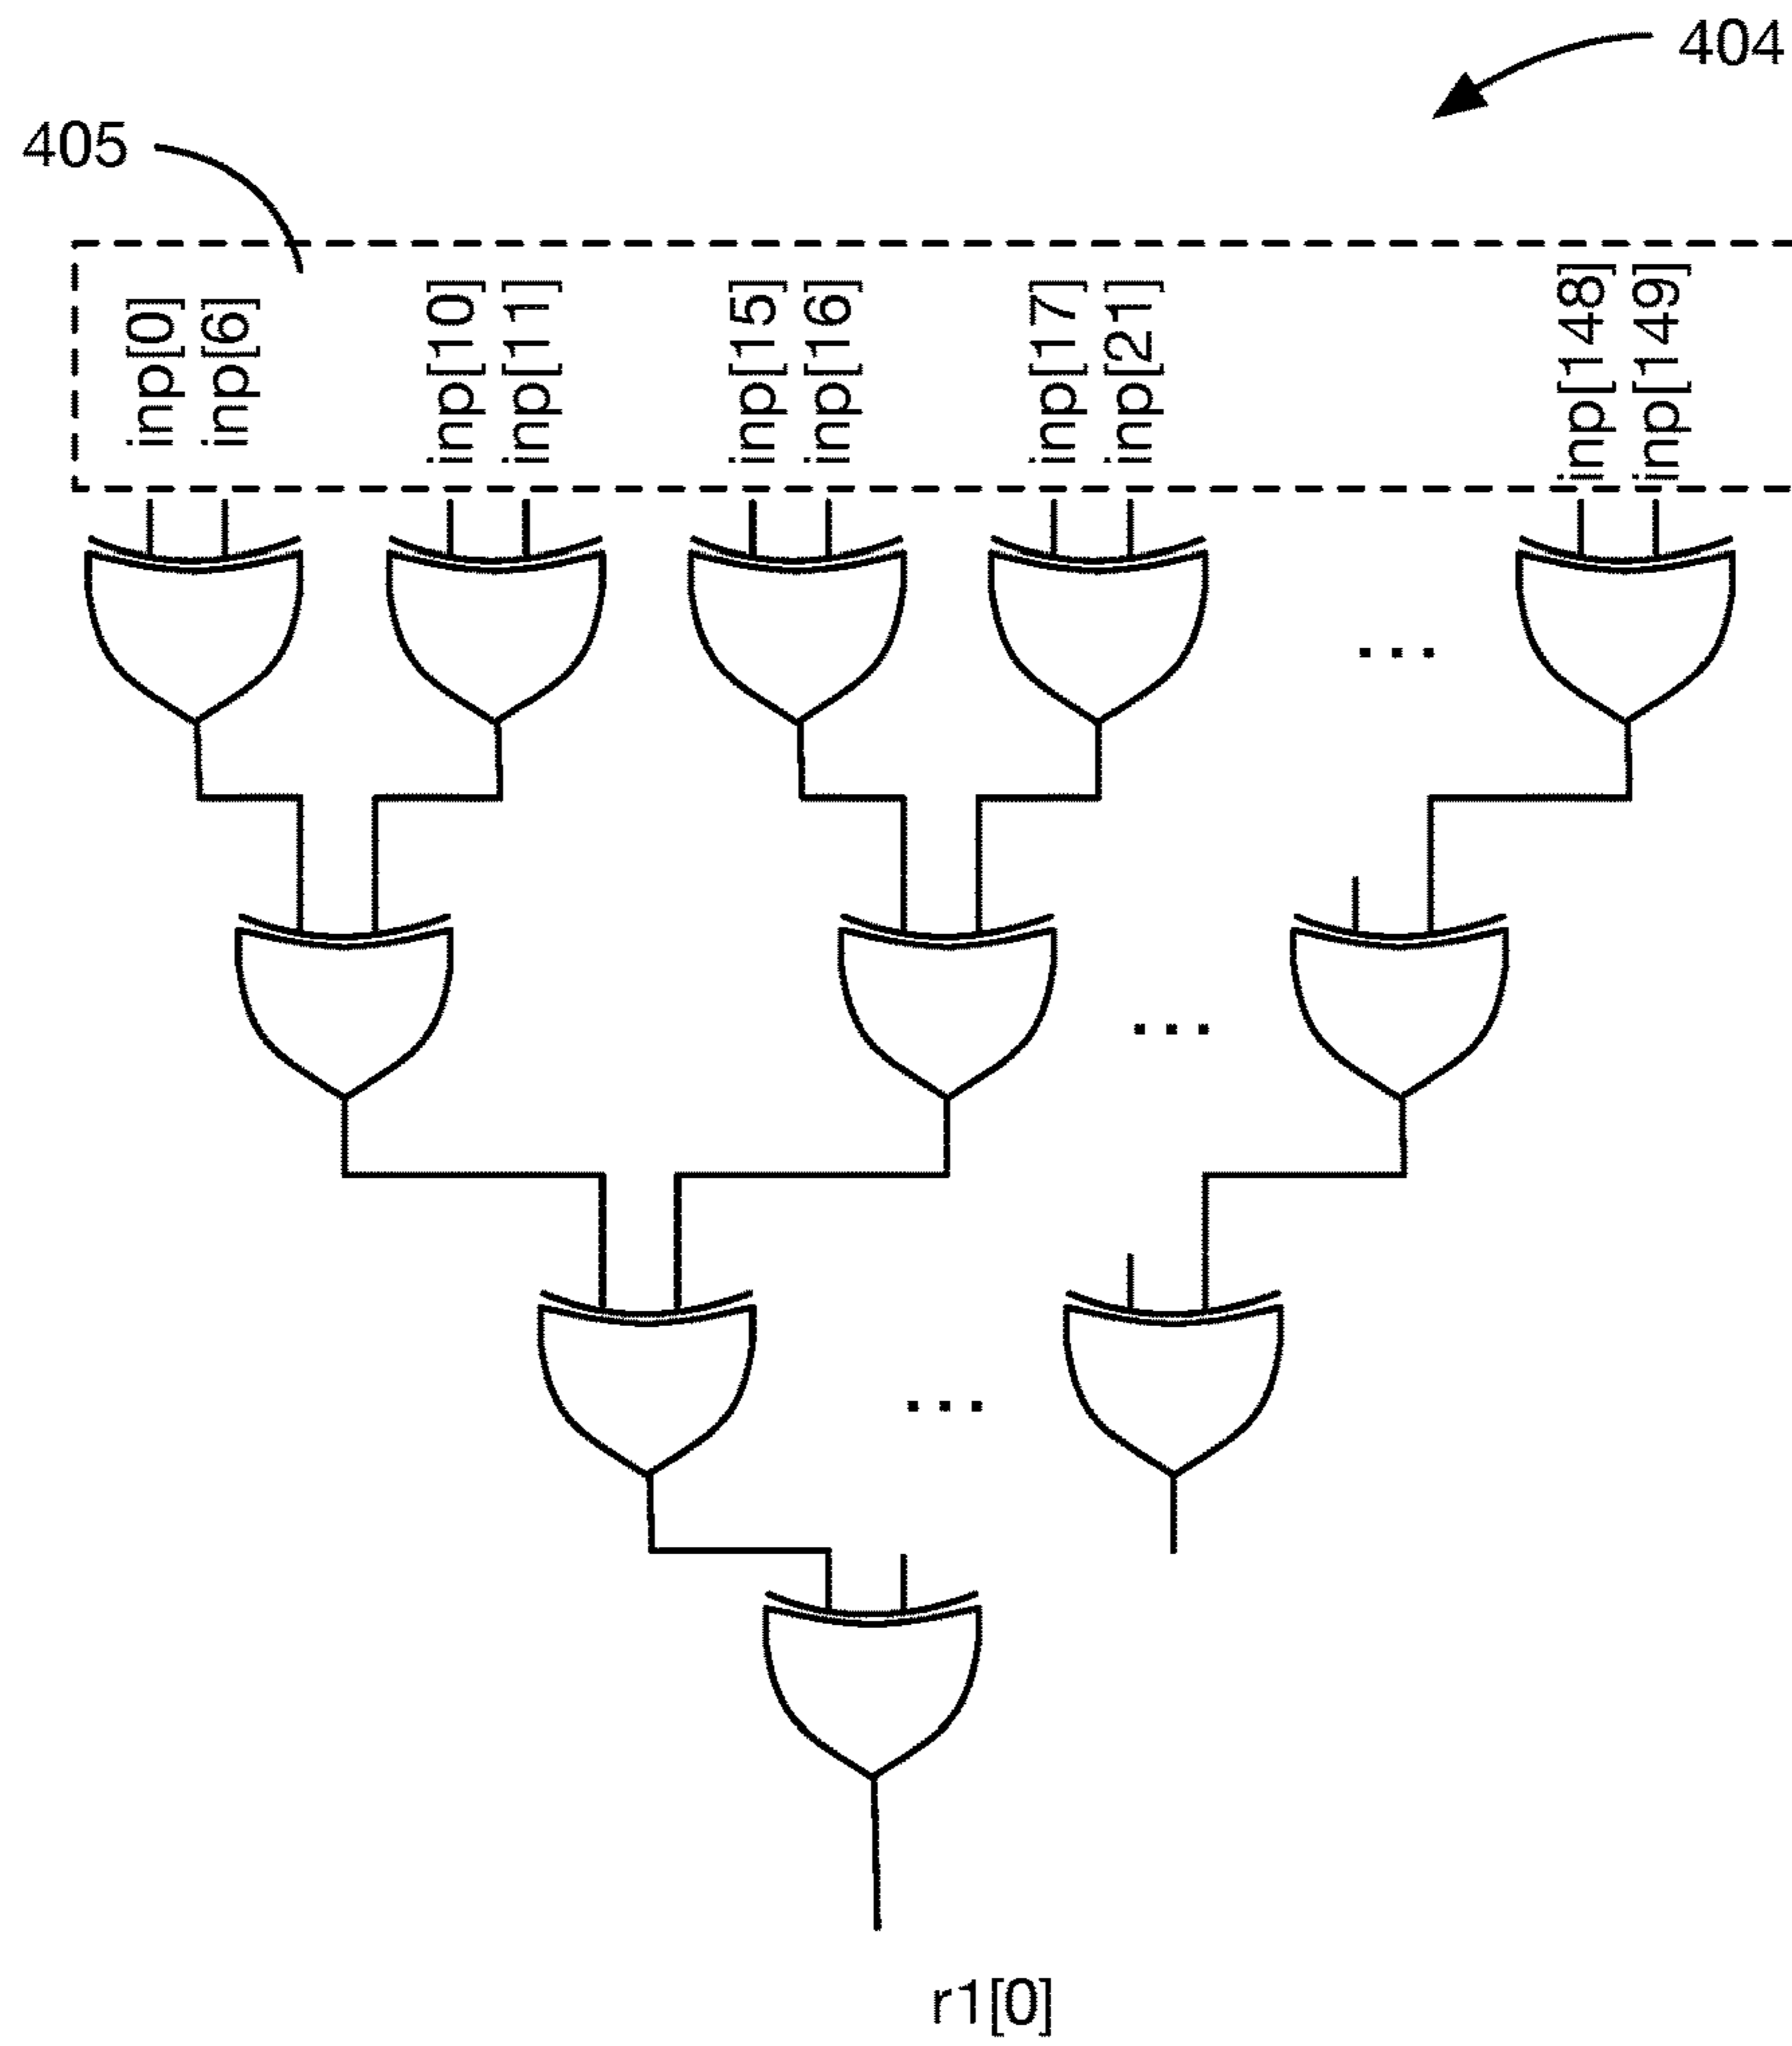 404
405
inp[0]
inp[6]
inp[10]
inp[11]
inp[15]
inp[16]
inp[17]
inp[21]
inp[148]
inp[149]
...
...
...
r1[0]